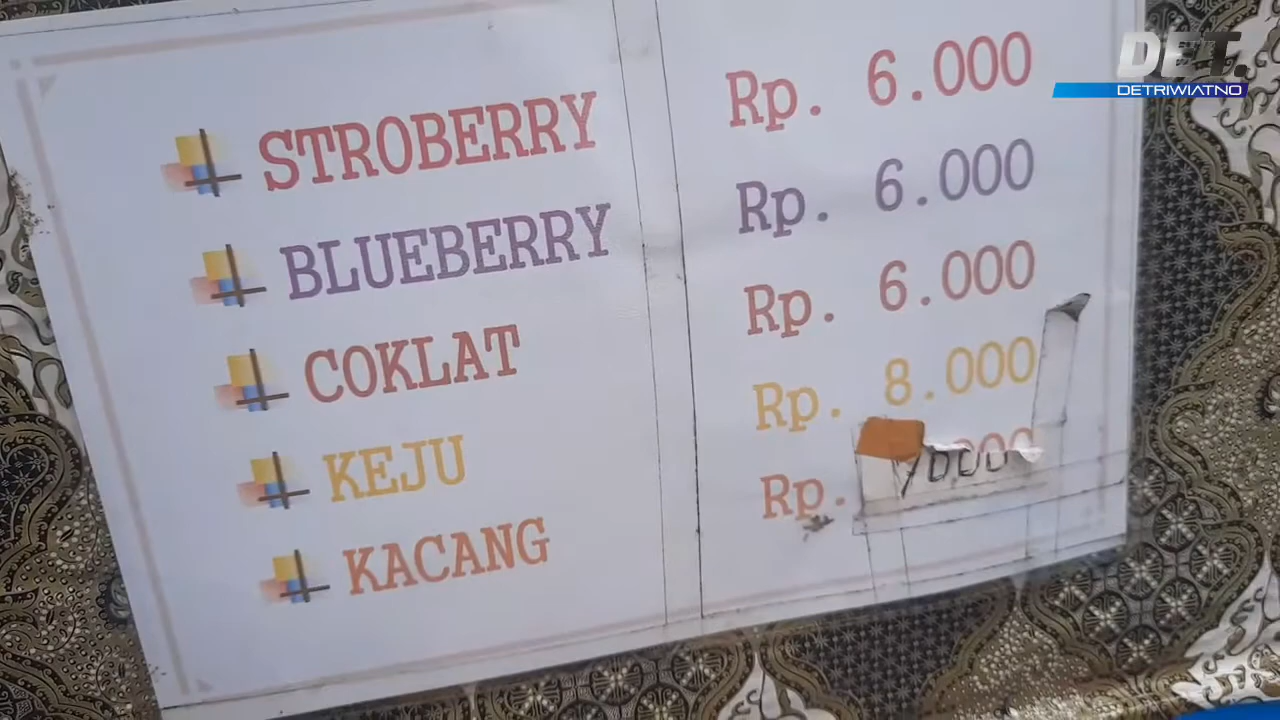 DET.
DETRIWIATNO
STROBERRY Rp. 6.000
BLUEBERRY Rp. 6.000
COKLAT Rp. 6.000
KEJU Rp. 8.000
KACANG Rp. 7000